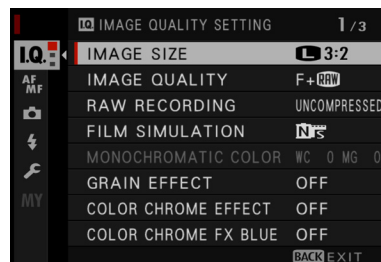 I.Q. IMAGE QUALITY SETTING 1/3
I.Q. IMAGE SIZE L 3:2
AF MF IMAGE QUALITY F+RAW
RAW RECORDING UNCOMPRESSED
FILM SIMULATION NS
MONOCHROMATIC COLOR WC 0 MG 0
GRAIN EFFECT OFF
MY COLOR CHROME EFFECT OFF
COLOR CHROME FX BLUE OFF
BACK EXIT